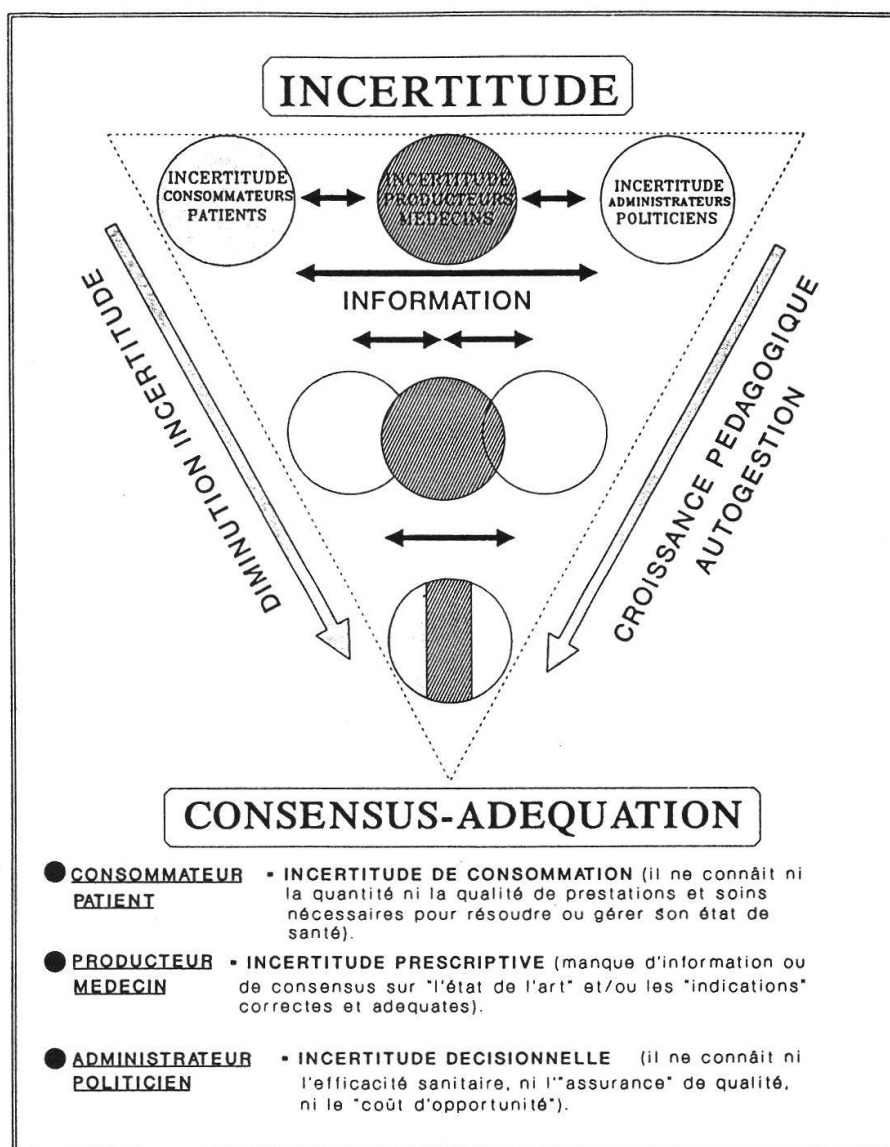 INCERTITUDE
INCERTITUDE
CONSOMMATEURS
PATIENTS
INCERTITUDE
PRODUCTEURS
MEDECINS
INCERTITUDE
ADMINISTRATEURS
POLITICIENS
INFORMATION
DIMINUTION INCERTITUDE
CROISSANCE PEDAGOGIQUE
AUTOGESTION
CONSENSUS-ADEQUATION
● CONSOMMATEUR
PATIENT
- INCERTITUDE DE CONSOMMATION (il ne connâit ni
la quantité ni la qualité de prestations et soins
nécessaires pour résoudre ou gérer son état de
santé).
● PRODUCTEUR
MEDECIN
- INCERTITUDE PRESCRIPTIVE (manque d'information ou
de consensus sur "l'état de l'art" et/ou les "indications"
correctes et adequates).
● ADMINISTRATEUR
POLITICIEN
- INCERTITUDE DECISIONNELLE (il ne connâit ni
l'efficacité sanitaire, ni l'"assurance" de qualité,
ni le "coût d'opportunité").